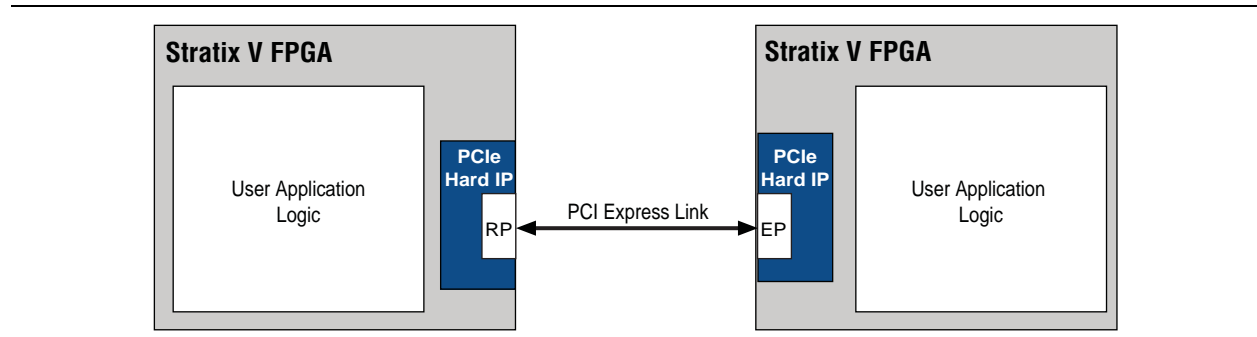 Stratix V FPGA
User Application
Logic
PCIe
Hard IP
RP
PCI Express Link
Stratix V FPGA
PCIe
Hard IP
EP
User Application
Logic